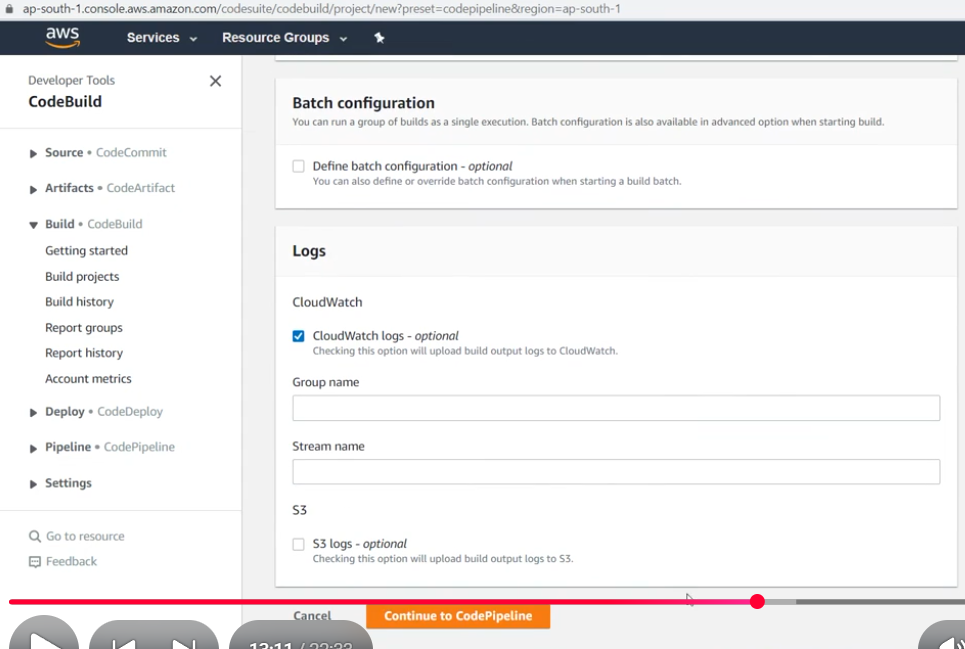 ap-south-1.console.aws.amazon.com/codesuite/codebuild/project/new?preset=codepipeline&region=ap-south-1
aws
Services
Resource Groups
Developer Tools
CodeBuild
Source • CodeCommit
Artifacts • CodeArtifact
Build • CodeBuild
Getting started
Build projects
Build history
Report groups
Report history
Account metrics
Deploy • CodeDeploy
Pipeline • CodePipeline
Settings
Go to resource
Feedback
Batch configuration
You can run a group of builds as a single execution. Batch configuration is also available in advanced option when starting build.
Define batch configuration - optional
You can also define or override batch configuration when starting a build batch.
Logs
CloudWatch
CloudWatch logs - optional
Checking this option will upload build output logs to CloudWatch.
Group name
Stream name
S3
S3 logs - optional
Checking this option will upload build output logs to S3.
Cancel
Continue to CodePipeline